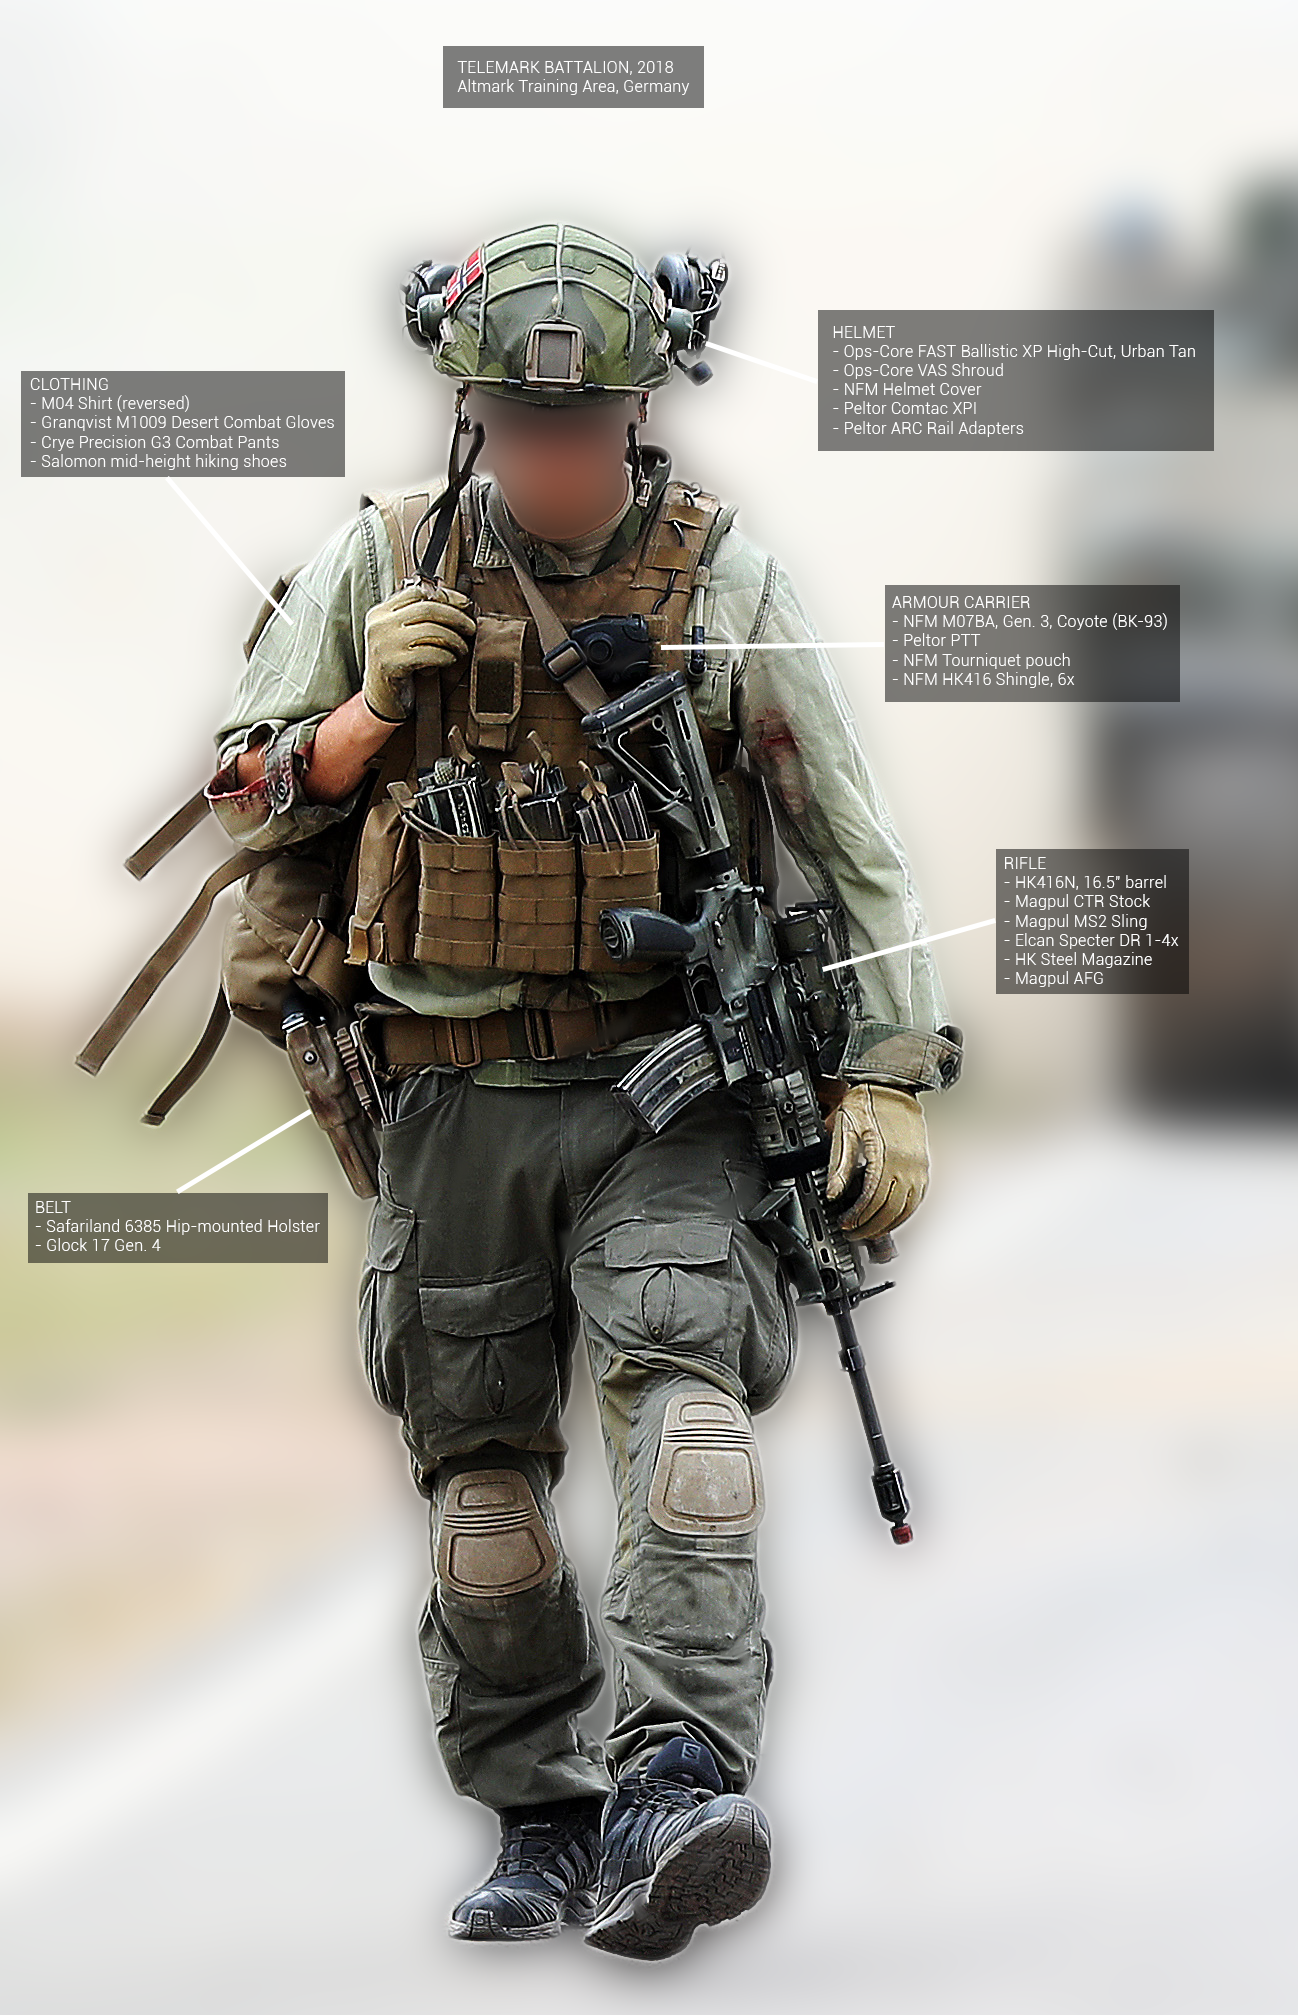 TELEMARK BATTALION, 2018
Altmark Training Area, Germany
HELMET
- Ops-Core FAST Ballistic XP High-Cut, Urban Tan
- Ops-Core VAS Shroud
- NFM Helmet Cover
- Peltor Comtac XPI
- Peltor ARC Rail Adapters
CLOTHING
- M04 Shirt (reversed)
- Granqvist M1009 Desert Combat Gloves
- Crye Precision G3 Combat Pants
- Salomon mid-height hiking shoes
ARMOUR CARRIER
- NFM M07BA, Gen. 3, Coyote (BK-93)
- Peltor PTT
- NFM Tourniquet pouch
- NFM HK416 Shingle, 6x
RIFLE
- HK416N, 16.5" barrel
- Magpul CTR Stock
- Magpul MS2 Sling
- Elcan Specter DR 1-4x
- HK Steel Magazine
- Magpul AFG
BELT
- Safariland 6385 Hip-mounted Holster
- Glock 17 Gen. 4